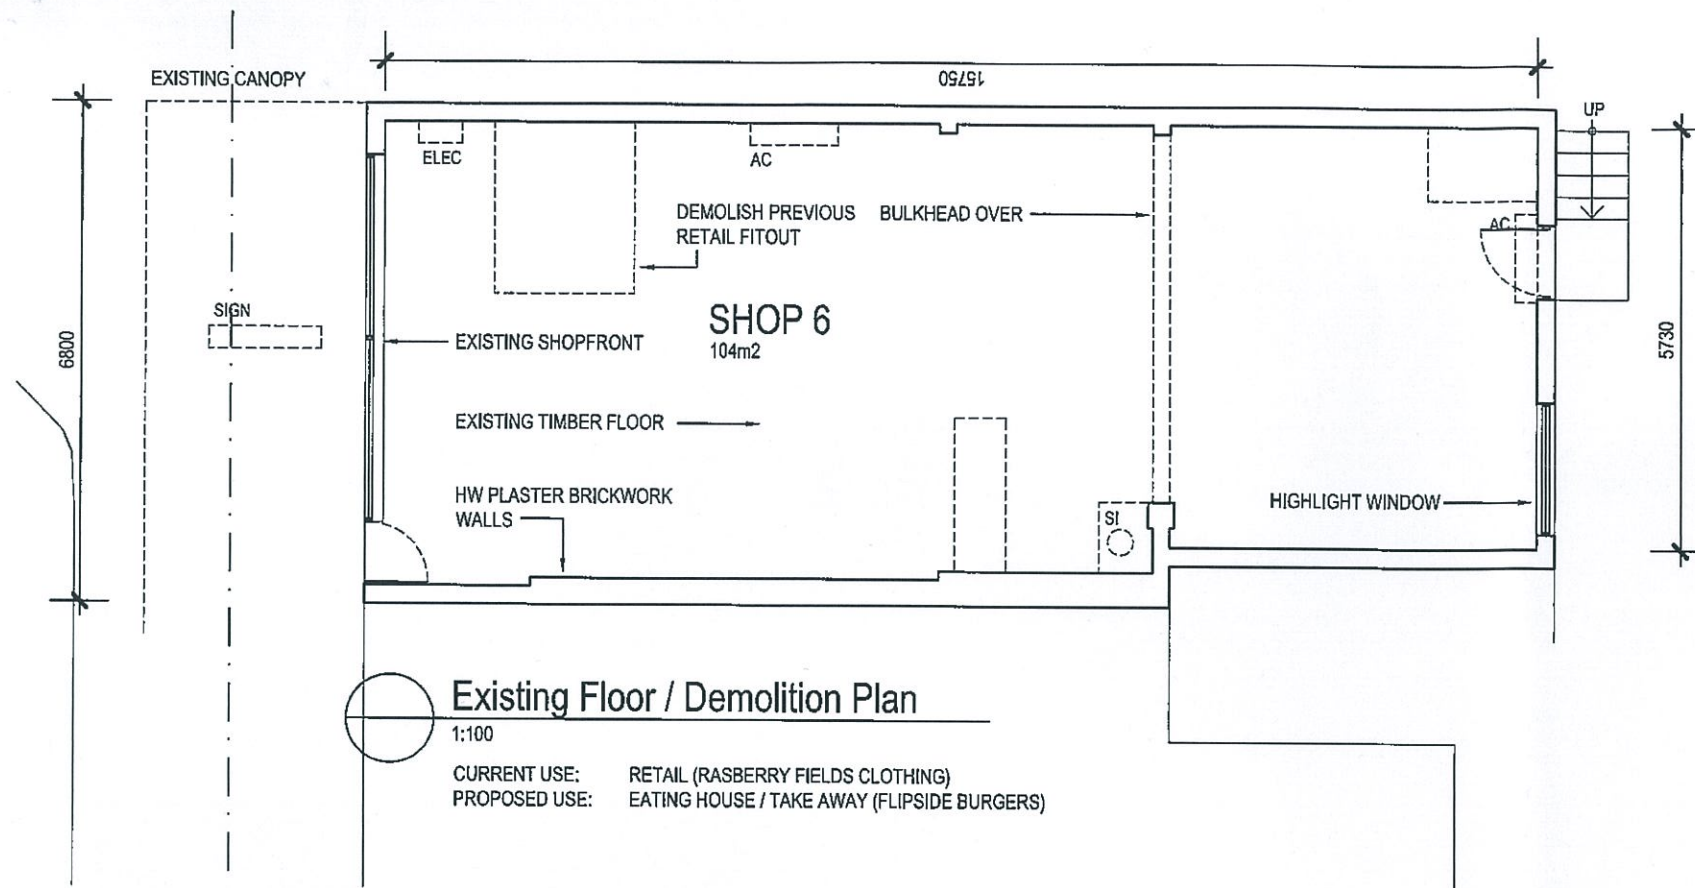 EXISTING CANOPY
15750
UP
ELEC
AC
DEMOLISH PREVIOUS
RETAIL FITOUT
BULKHEAD OVER
AC
SIGN
SHOP 6
104m2
6800
EXISTING SHOPFRONT
5730
EXISTING TIMBER FLOOR
HW PLASTER BRICKWORK
WALLS
HIGHLIGHT WINDOW
SI
Existing Floor / Demolition Plan
1:100
CURRENT USE: RETAIL (RASBERRY FIELDS CLOTHING)
PROPOSED USE: EATING HOUSE / TAKE AWAY (FLIPSIDE BURGERS)